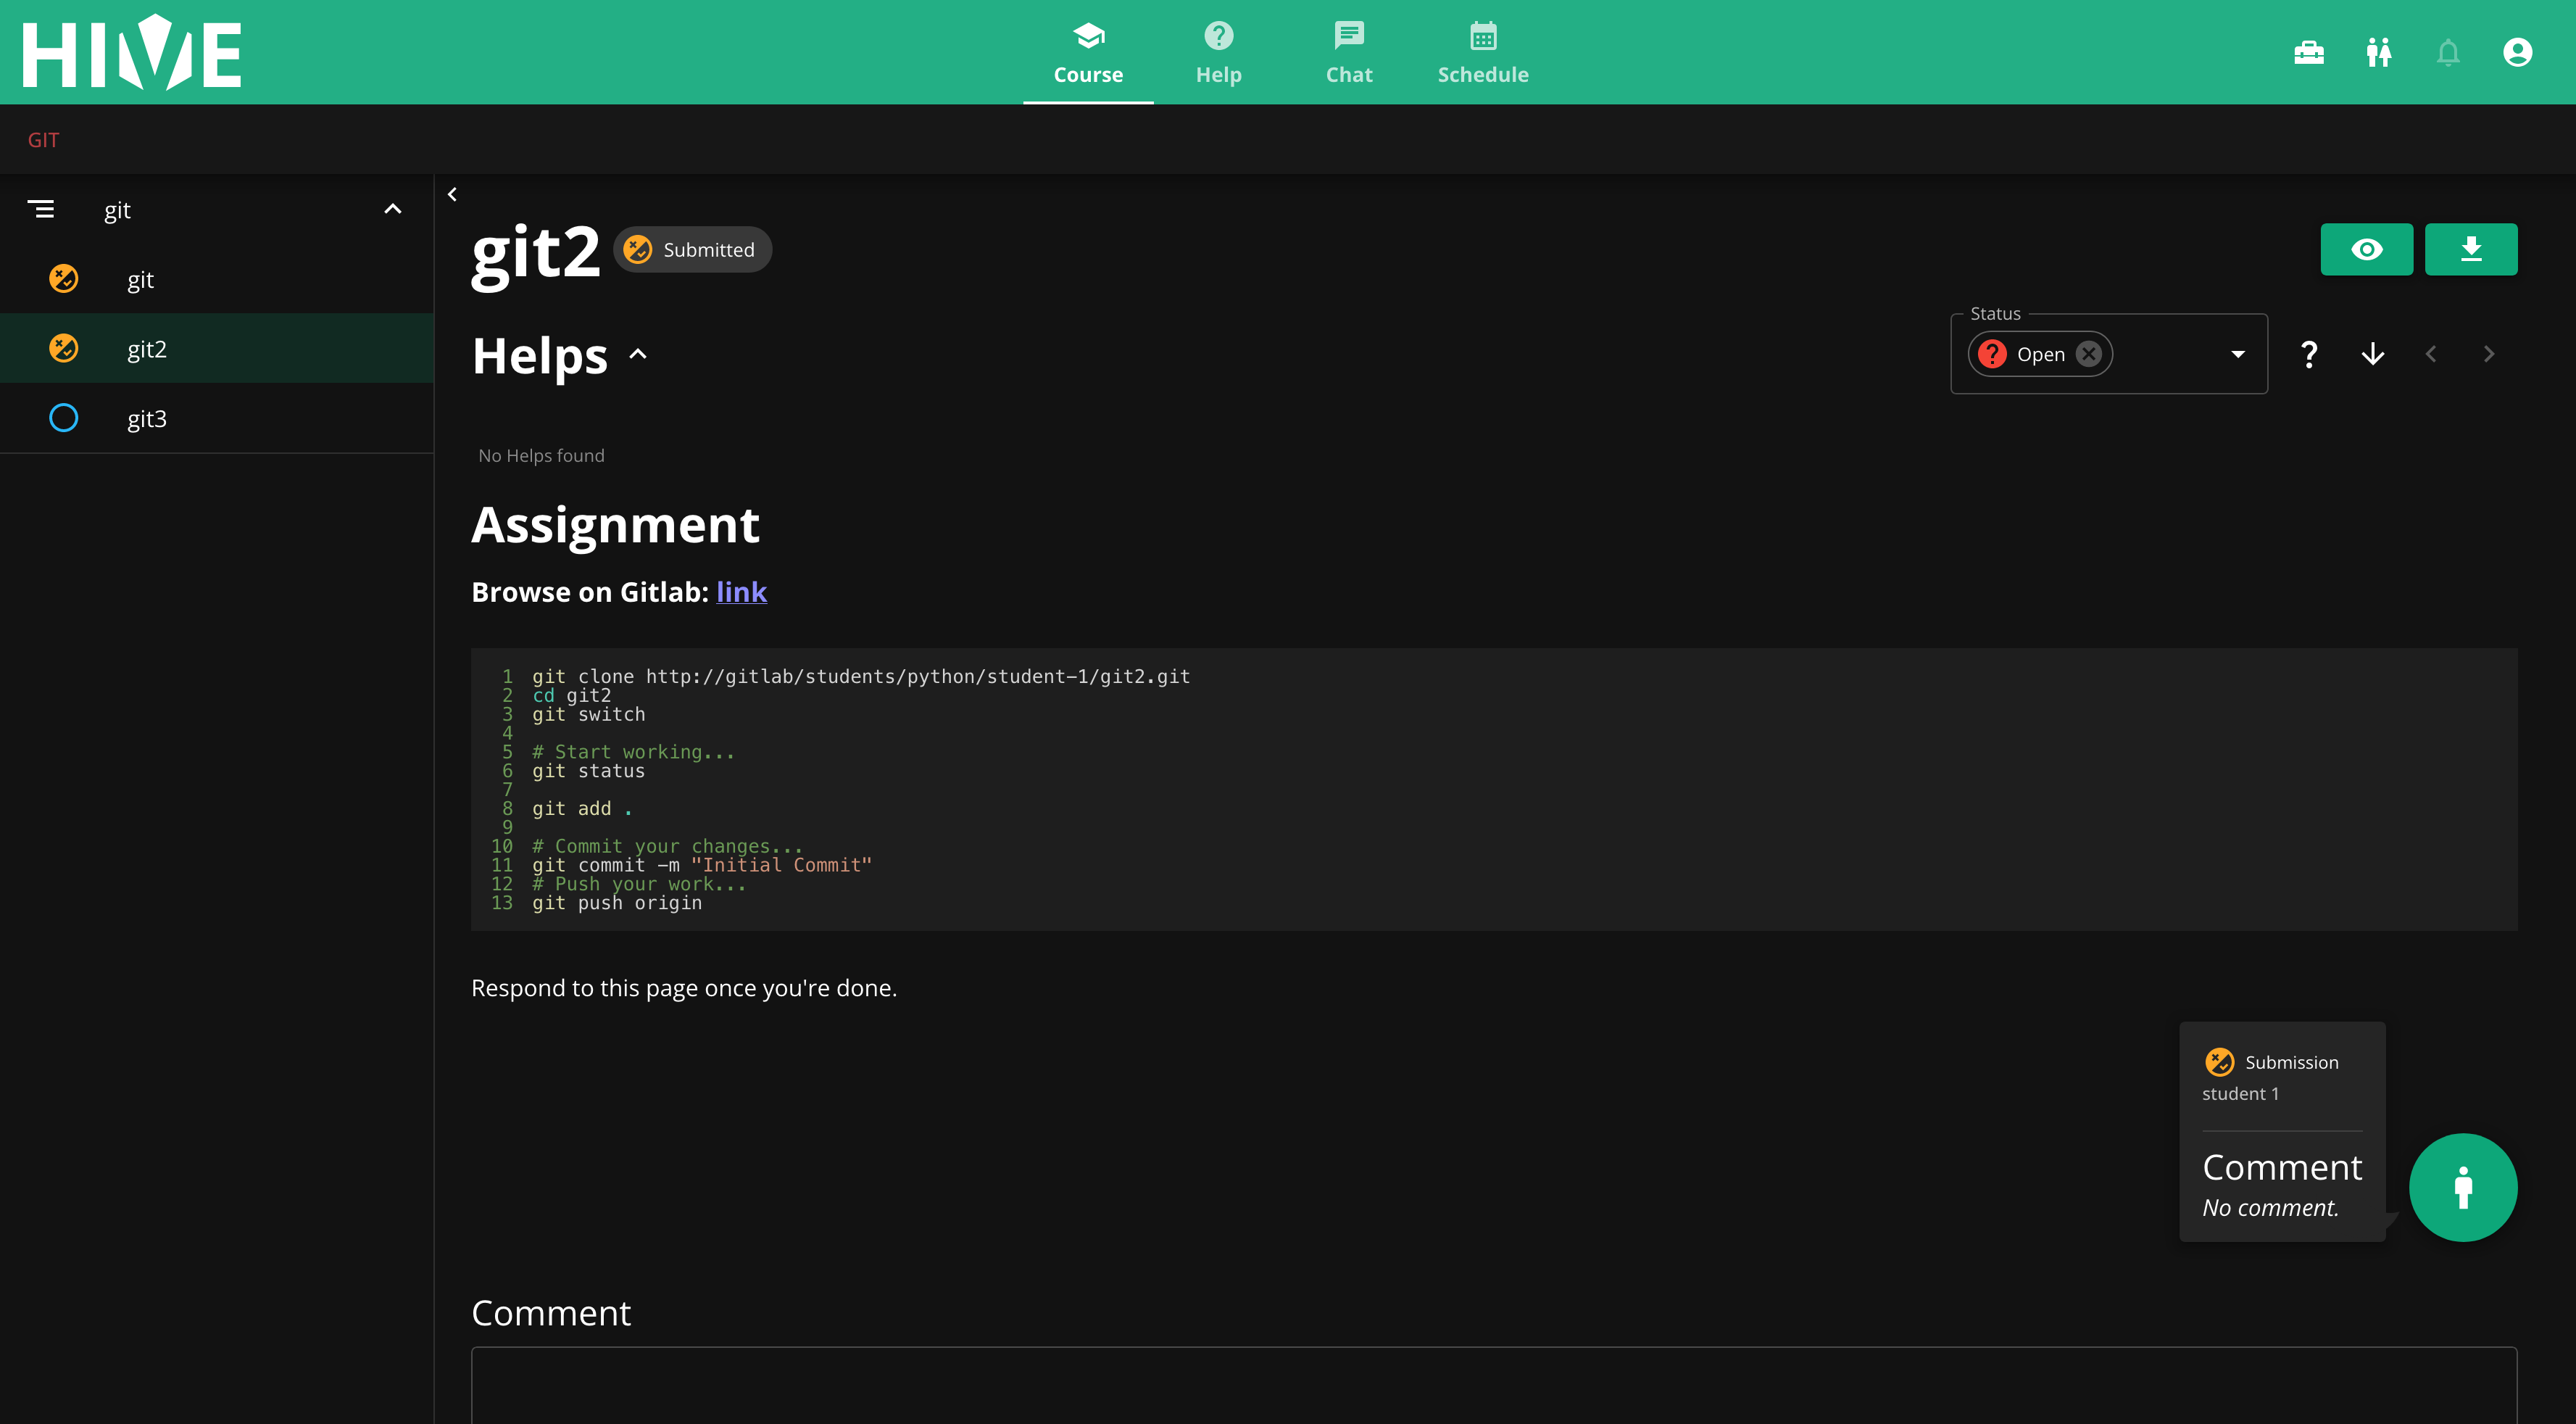 HIVE
Course
Help
Chat
Schedule
GIT
git
git
git2
git3
git2
Submitted
Helps
Status
Open
No Helps found
Assignment
Browse on Gitlab: link
1 git clone http://gitlab/students/python/student-1/git2.git
2 cd git2
3 git switch
4
5 # Start working...
6 git status
7
8 git add .
9
10 # Commit your changes...
11 git commit -m "Initial Commit"
12 # Push your work...
13 git push origin
Respond to this page once you're done.
Submission
student 1
Comment
No comment.
Comment